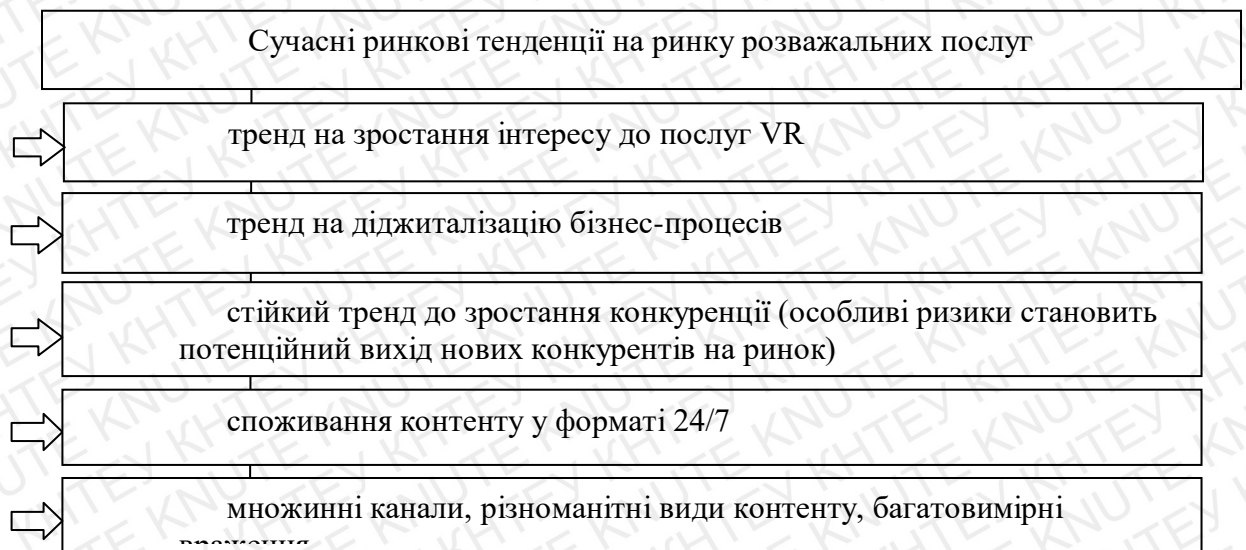 Сучасні ринкові тенденції на ринку розважальних послуг
тренд на зростання інтересу до послуг VR
тренд на діджиталізацію бізнес-процесів
стійкий тренд до зростання конкуренції (особливі ризики становить
потенційний вихід нових конкурентів на ринок)
споживання контенту у форматі 24/7
множинні канали, різноманітні види контенту, багатовимірні